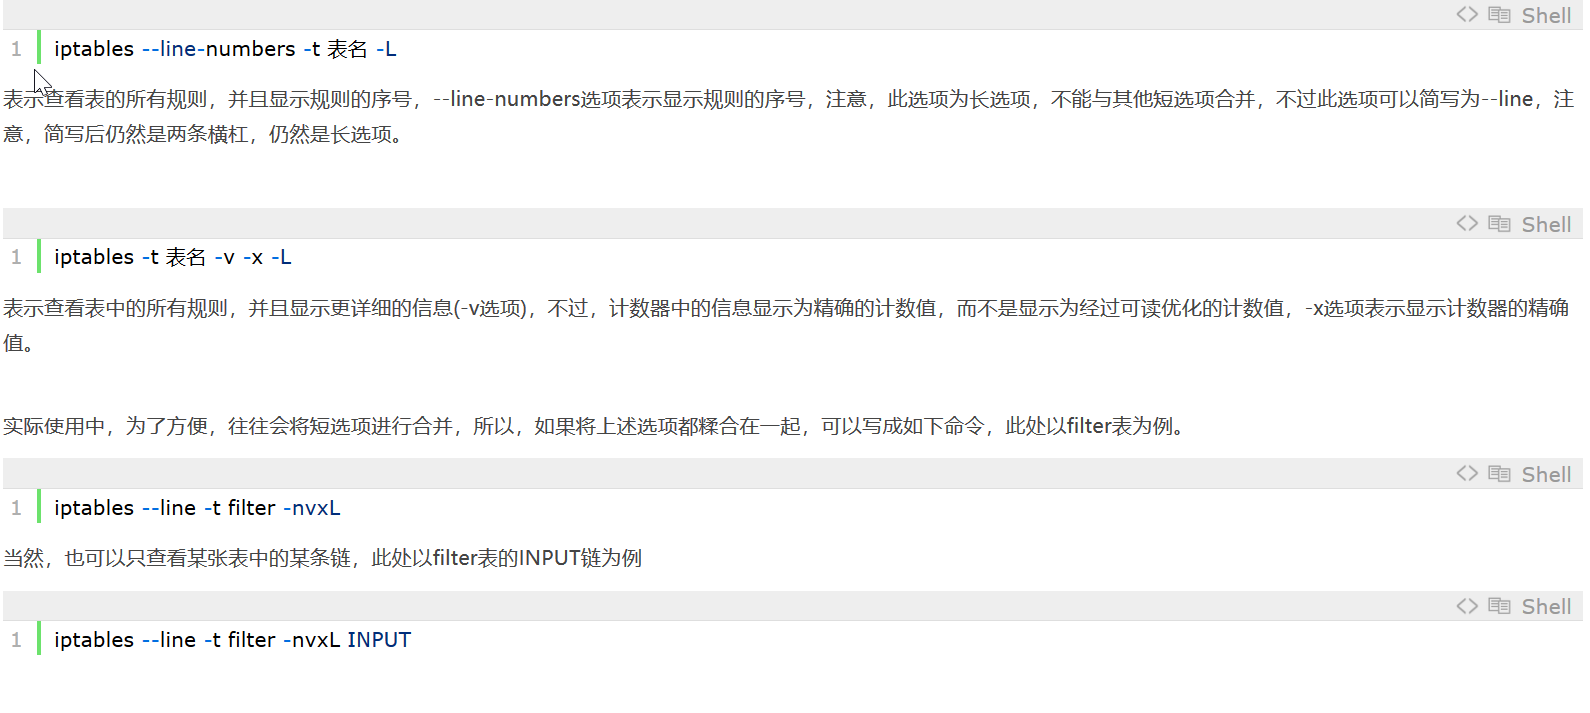 Shell
1 iptables --line-numbers -t 表名 -L
表示查看表的所有规则，并且显示规则的序号，--line-numbers选项表示显示规则的序号，注意，此选项为长选项，不能与其他短选项合并，不过此选项可以简写为--line，注
意，简写后仍然是两条横杠，仍然是长选项。
Shell
1 iptables -t 表名 -v -x -L
表示查看表中的所有规则，并且显示更详细的信息(-v选项)，不过，计数器中的信息显示为精确的计数值，而不是显示为经过可读优化的计数值，-x选项表示显示计数器的精确
值。
实际使用中，为了方便，往往会将短选项进行合并，所以，如果将上述选项都糅合在一起，可以写成如下命令，此处以filter表为例。
Shell
1 iptables --line -t filter -nvxL
当然，也可以只查看某张表中的某条链，此处以filter表的INPUT链为例
Shell
1 iptables --line -t filter -nvxL INPUT